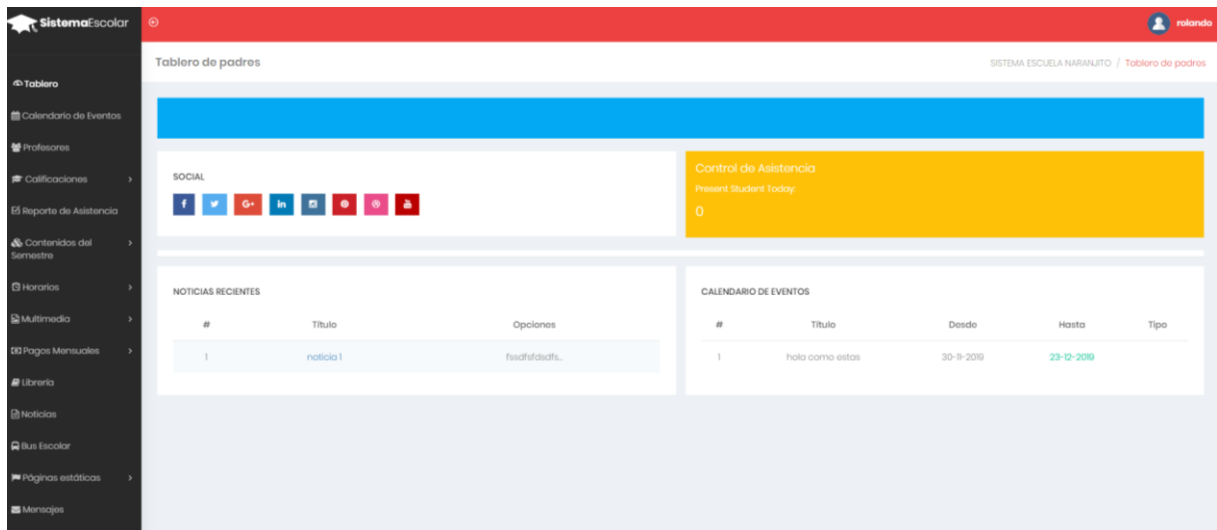 SistemaEscolar
rolando
Tablero de padres
SISTEMA ESCUELA NARANJITO / Tablero de padres
Tablero
Calendario de Eventos
Profesores
Calificaciones
Reporte de Asistencia
Contenidos del
Semestre
Horarios
Multimedia
Pagos Mensuales
Librería
Noticias
Bus Escolar
Páginas estáticas
Mensajes
SOCIAL
f G+ in
Control de Asistencia
Present Student Today:
0
NOTICIAS RECIENTES
# Título Opciones
1 noticia 1 fssdfsfdsdfs..
CALENDARIO DE EVENTOS
# Título Desde Hasta Tipo
1 hola como estas 30-11-2019 23-12-2019